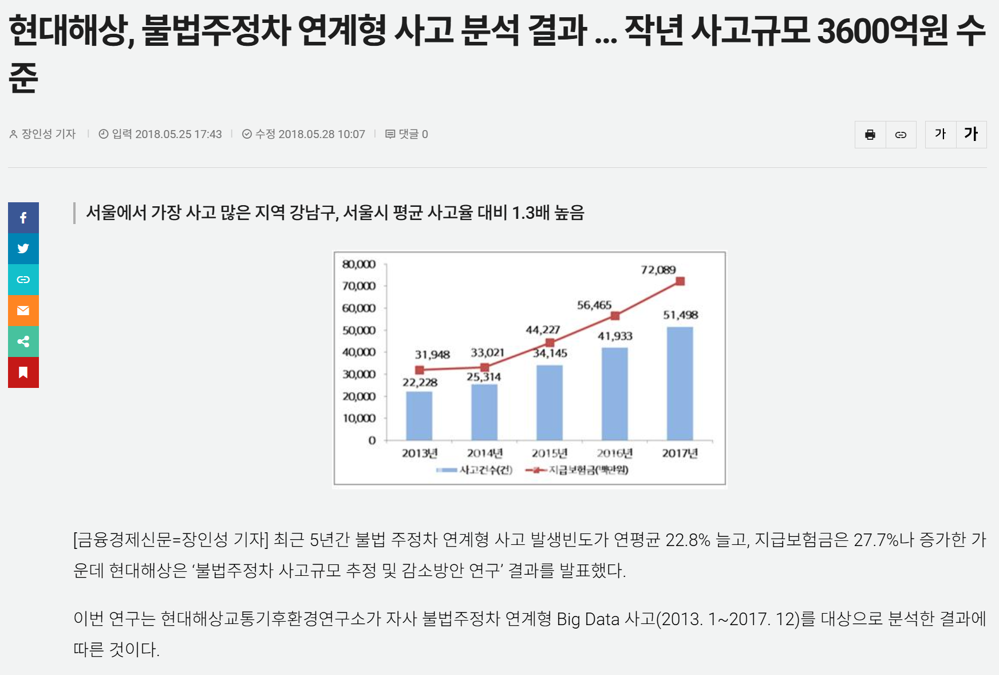 현대해상, 불법주정차 연계형 사고 분석 결과 ... 작년 사고규모 3600억원 수
준
장인성 기자 입력 2018.05.25 17:43 수정 2018.05.28 10:07 댓글 0
가 가
서울에서 가장 사고 많은 지역 강남구, 서울시 평균 사고율 대비 1.3배 높음
80,000
70,000
60,000
50,000
40,000
30,000
20,000
10,000
0
72,089
56,465
51,498
44,227
41,933
31,948
33,021
34,145
22,228
25,314
2013년 2014년 2015년 2016년 2017년
사고건수(건) 지급보험금(백만원)
[금융경제신문=장인성 기자] 최근 5년간 불법 주정차 연계형 사고 발생빈도가 연평균 22.8% 늘고, 지급보험금은 27.7%나 증가한 가
운데 현대해상은 ‘불법주정차 사고규모 추정 및 감소방안 연구’ 결과를 발표했다.
이번 연구는 현대해상교통기후환경연구소가 자사 불법주정차 연계형 Big Data 사고(2013. 1~2017. 12)를 대상으로 분석한 결과에
따른 것이다.